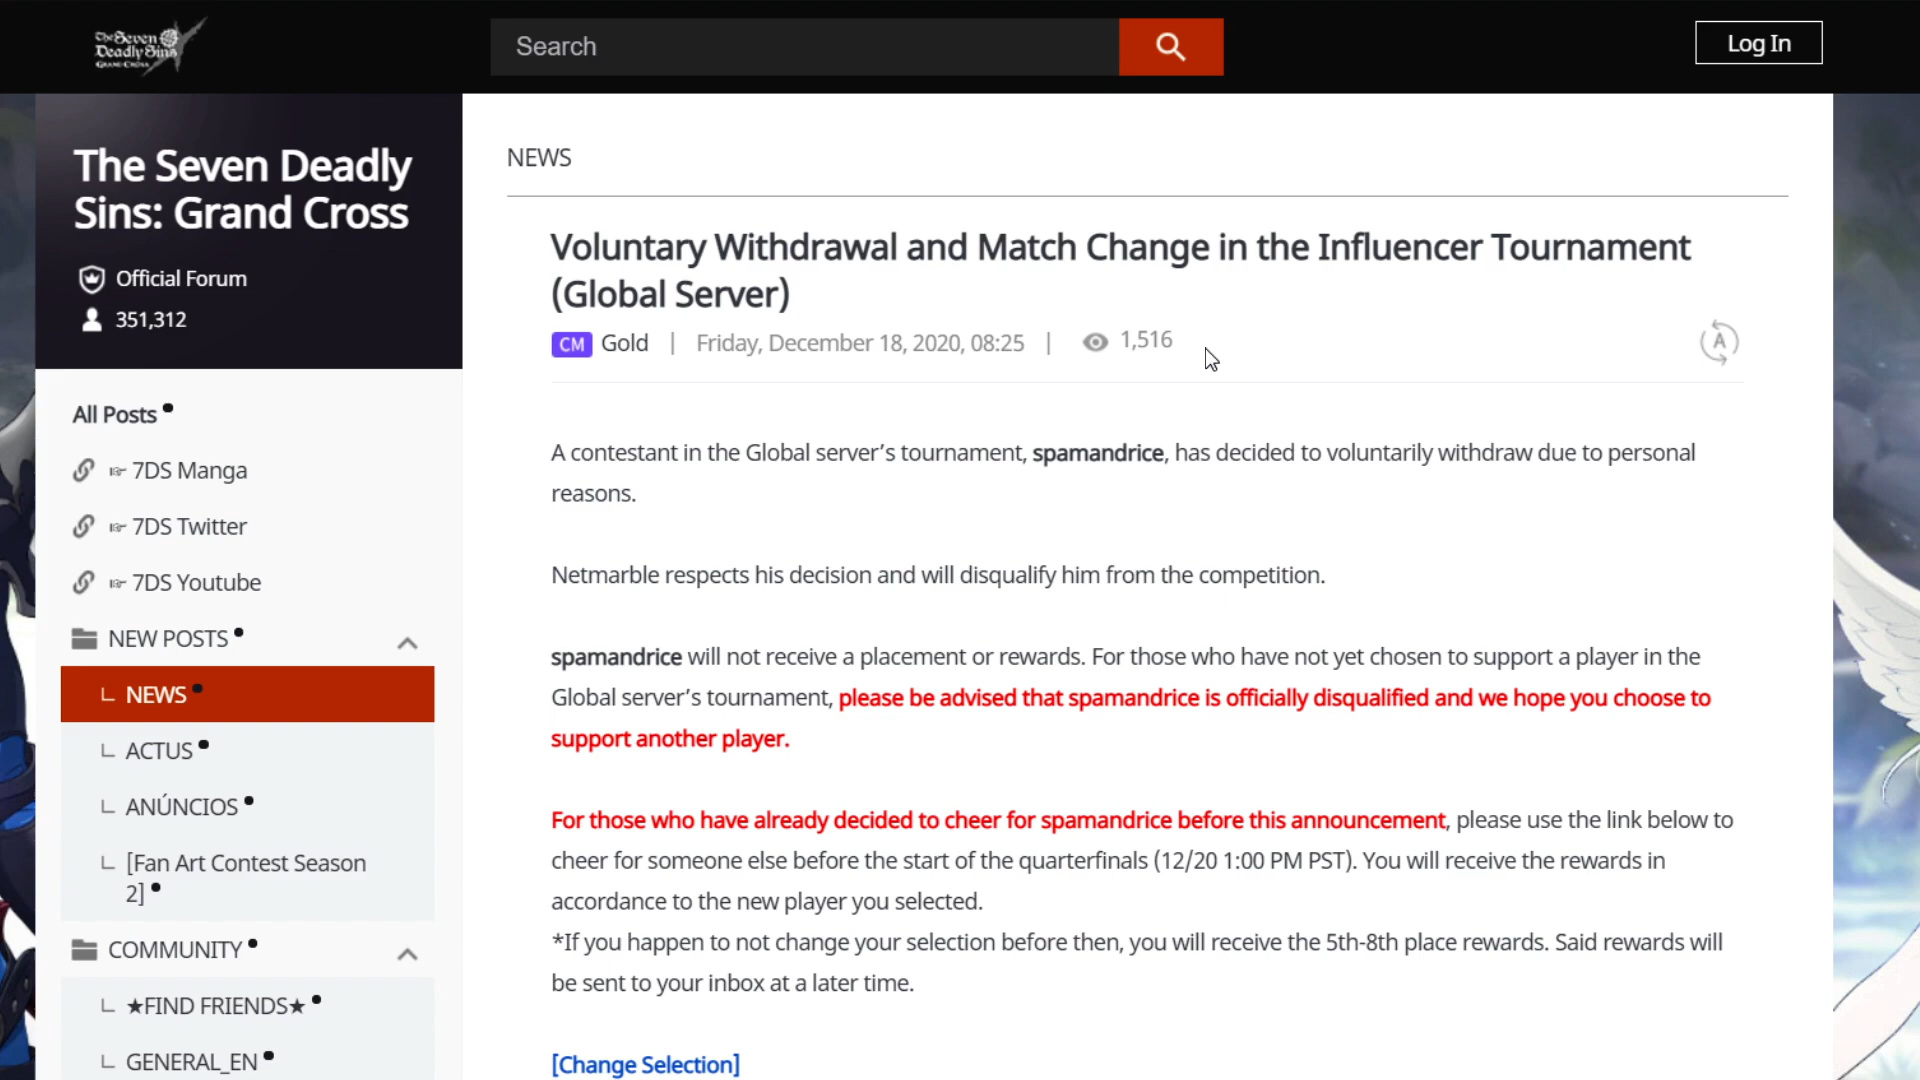 The Seven
Deadly Sins
GRAND CROSS
Search
Log In
The Seven Deadly
Sins: Grand Cross
Official Forum
351,312
All Posts
☞ 7DS Manga
☞ 7DS Twitter
☞ 7DS Youtube
NEW POSTS
NEWS
ACTUS
ANÚNCIOS
[Fan Art Contest Season
2]
COMMUNITY
★FIND FRIENDS★
GENERAL_EN
NEWS
Voluntary Withdrawal and Match Change in the Influencer Tournament
(Global Server)
CM Gold | Friday, December 18, 2020, 08:25 | 1,516
A
A contestant in the Global server’s tournament, spamandrice, has decided to voluntarily withdraw due to personal
reasons.
Netmarble respects his decision and will disqualify him from the competition.
spamandrice will not receive a placement or rewards. For those who have not yet chosen to support a player in the
Global server’s tournament, please be advised that spamandrice is officially disqualified and we hope you choose to
support another player.
For those who have already decided to cheer for spamandrice before this announcement, please use the link below to
cheer for someone else before the start of the quarterfinals (12/20 1:00 PM PST). You will receive the rewards in
accordance to the new player you selected.
*If you happen to not change your selection before then, you will receive the 5th-8th place rewards. Said rewards will
be sent to your inbox at a later time.
[Change Selection]